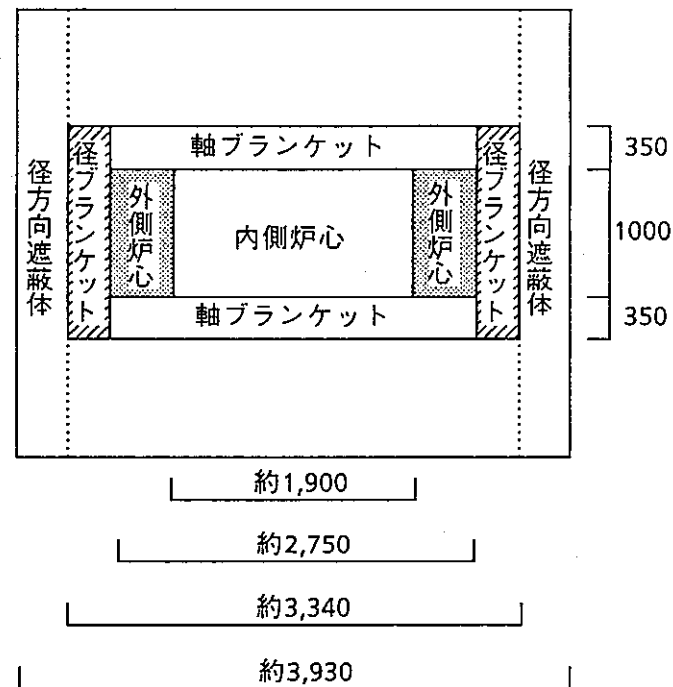 軸ブランケット
径ブランケット
径ブランケット
径方向遮蔽体
外側炉心
内側炉心
外側炉心
径方向遮蔽体
軸ブランケット
350
1000
350
約1,900
約2,750
約3,340
約3,930